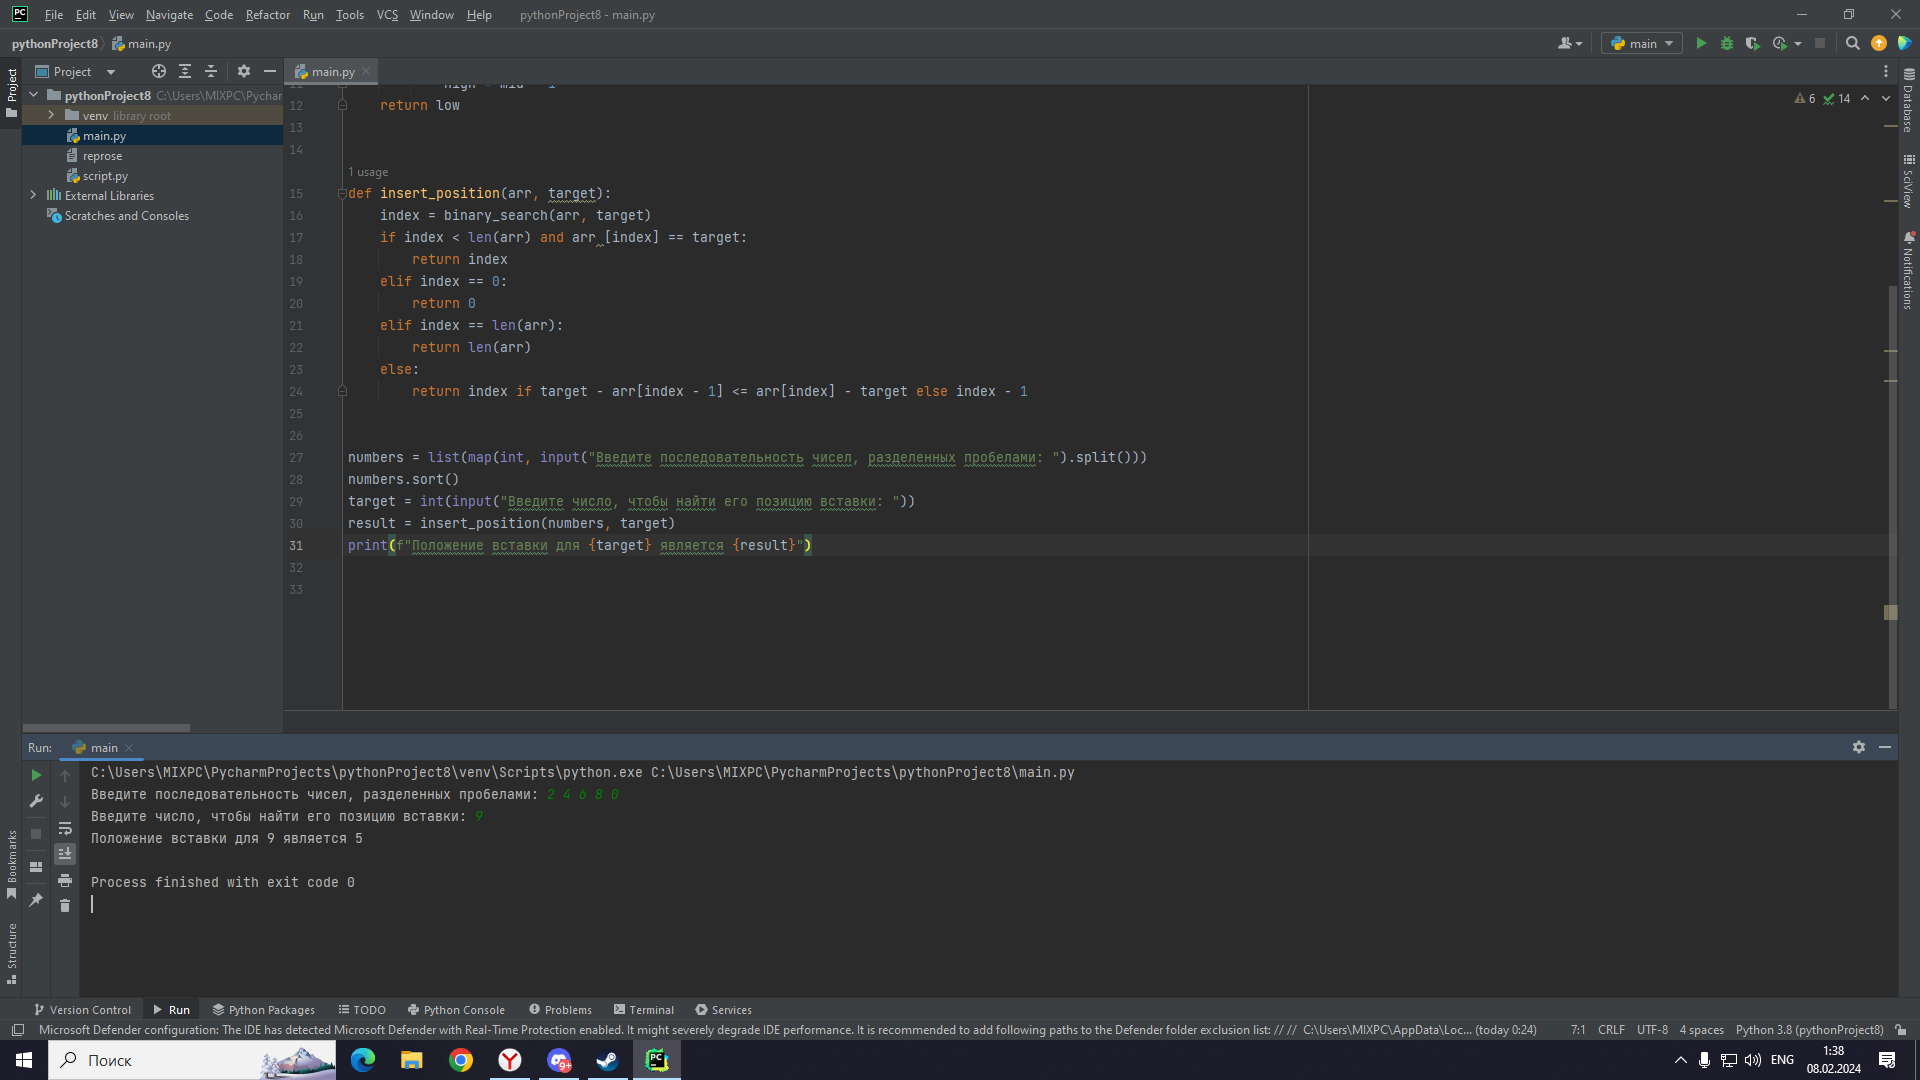 File Edit View Navigate Code Refactor Run Tools VCS Window Help pythonProject8 - main.py
pythonProject8 main.py main
Project main.py
Project
pythonProject8 C:\Users\MIXPC\Pychar
venv library root
main.py
reprose
script.py
External Libraries
Scratches and Consoles
6 14
Database
SciView
Notifications
12 return low
13
14
1 usage
15 def insert_position(arr, target):
16 index = binary_search(arr, target)
17 if index < len(arr) and arr [index] == target:
18 return index
19 elif index == 0:
20 return 0
21 elif index == len(arr):
22 return len(arr)
23 else:
24 return index if target - arr[index - 1] <= arr[index] - target else index - 1
25
26
27 numbers = list(map(int, input("Введите последовательность чисел, разделенных пробелами: ").split()))
28 numbers.sort()
29 target = int(input("Введите число, чтобы найти его позицию вставки: "))
30 result = insert_position(numbers, target)
31 print(f"Положение вставки для {target} является {result}")
32
33
Run: main
C:\Users\MIXPC\PycharmProjects\pythonProject8\venv\Scripts\python.exe C:\Users\MIXPC\PycharmProjects\pythonProject8\main.py
Введите последовательность чисел, разделенных пробелами: 2 4 6 8 0
Введите число, чтобы найти его позицию вставки: 9
Положение вставки для 9 является 5
Process finished with exit code 0
Bookmarks
Structure
Version Control Run Python Packages TODO Python Console Problems Terminal Services
Microsoft Defender configuration: The IDE has detected Microsoft Defender with Real-Time Protection enabled. It might severely degrade IDE performance. It is recommended to add following paths to the Defender folder exclusion list: // // C:\Users\MIXPC\AppData\Loc... (today 0:24) 7:1 CRLF UTF-8 4 spaces Python 3.8 (pythonProject8)
Поиск 9+ PC ENG 1:38
08.02.2024